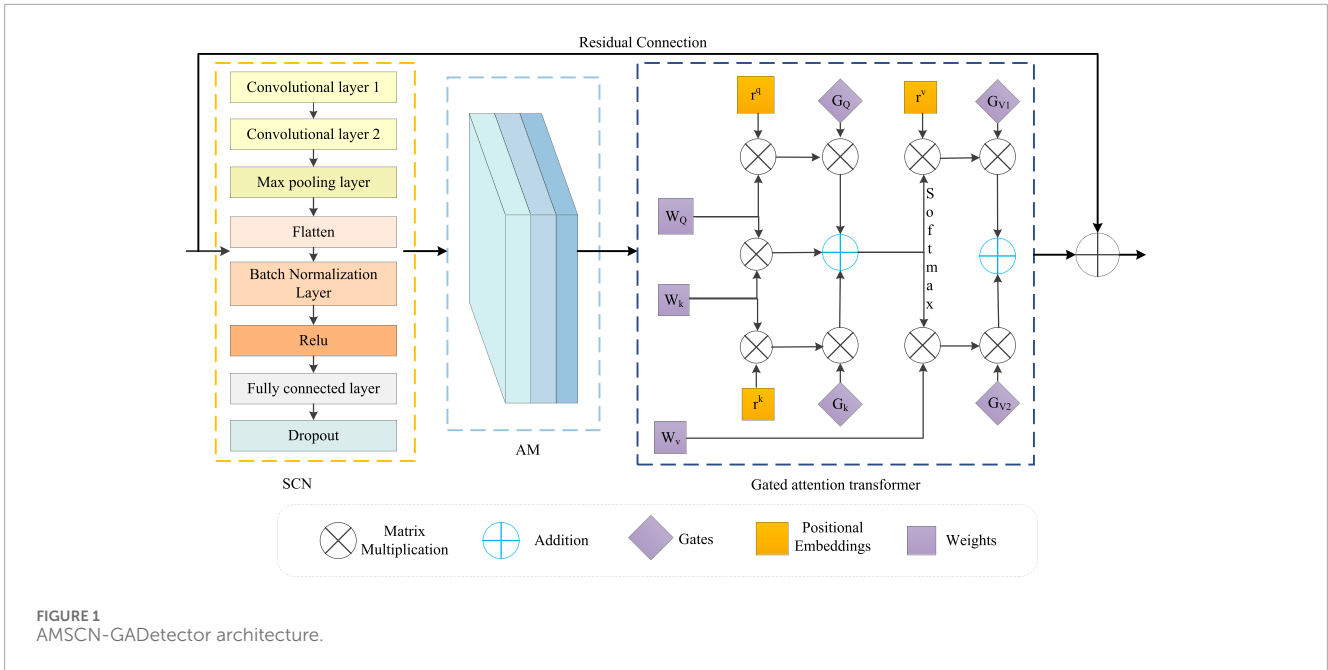 Residual Connection
Convolutional layer 1
Convolutional layer 2
Max pooling layer
Flatten
Batch Normalization
Layer
Relu
Fully connected layer
Dropout
SCN
AM
r^q
G_Q
r^v
G_V1
W_Q
W_k
r^k
G_k
G_V2
W_v
Softmax
Gated attention transformer
Matrix
Multiplication
Addition
Gates
Positional
Embeddings
Weights
FIGURE 1
AMSCN-GADetector architecture.